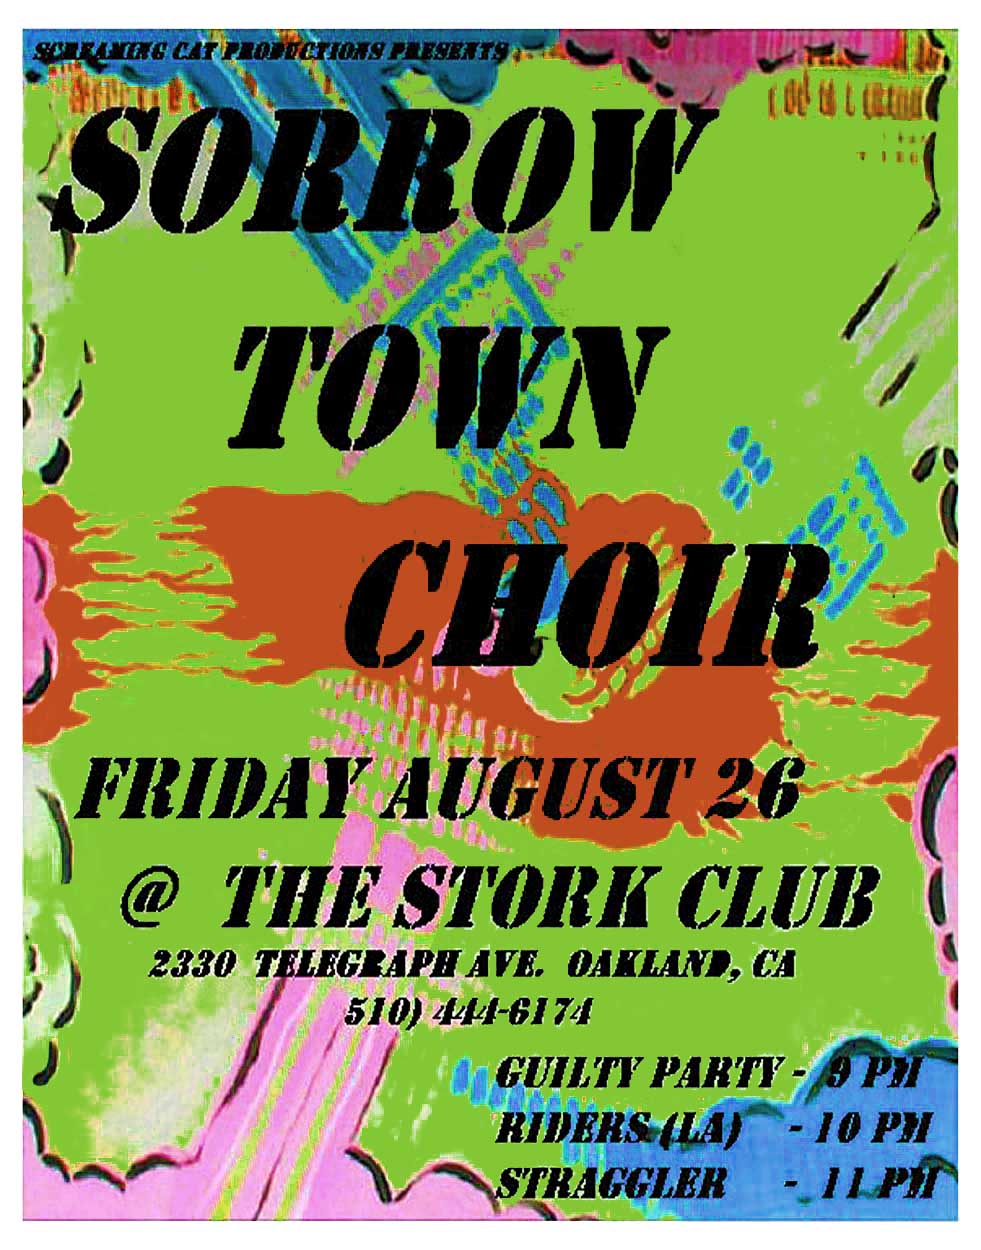 SCREAMING CAT PRODUCTIONS PRESENTS
SORROW
TOWN
CHOIR
FRIDAY AUGUST 26
@ THE STORK CLUB
2330 TELEGRAPH AVE. OAKLAND, CA
510) 444-6174
GUILTY PARTY - 9 PM
RIDERS (LA) - 10 PM
STRAGGLER - 11 PM